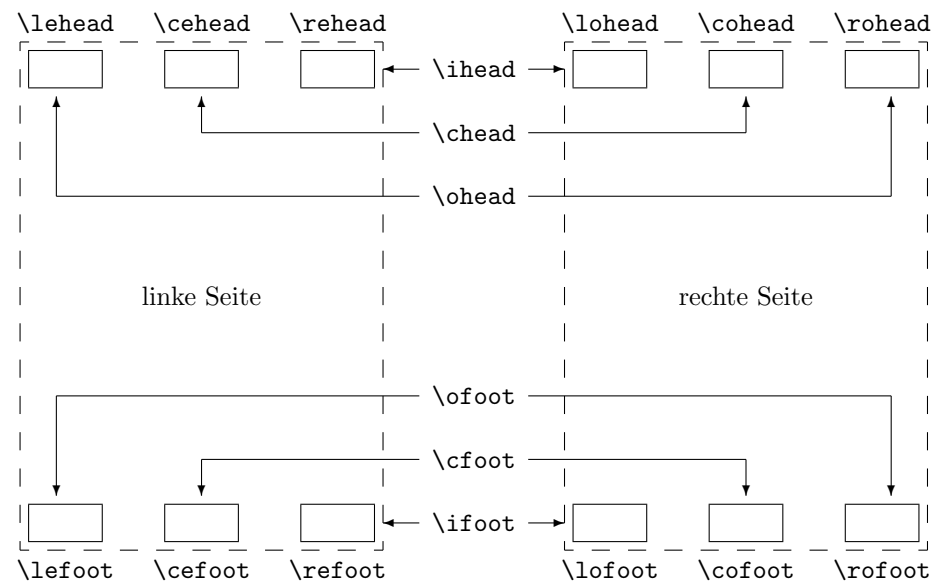 \lehead \cehead \rehead \lohead \cohead \rohead
\ihead
\chead
\ohead
linke Seite rechte Seite
\ofoot
\cfoot
\ifoot
\lefoot \cefoot \refoot \lofoot \cofoot \rofoot